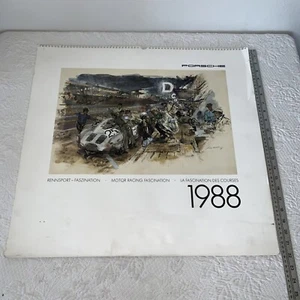 PORSCHE
D
RENNSPORT - FASZINATION MOTOR RACING FASCINATION LA FASCINATION DES COURSES
1988